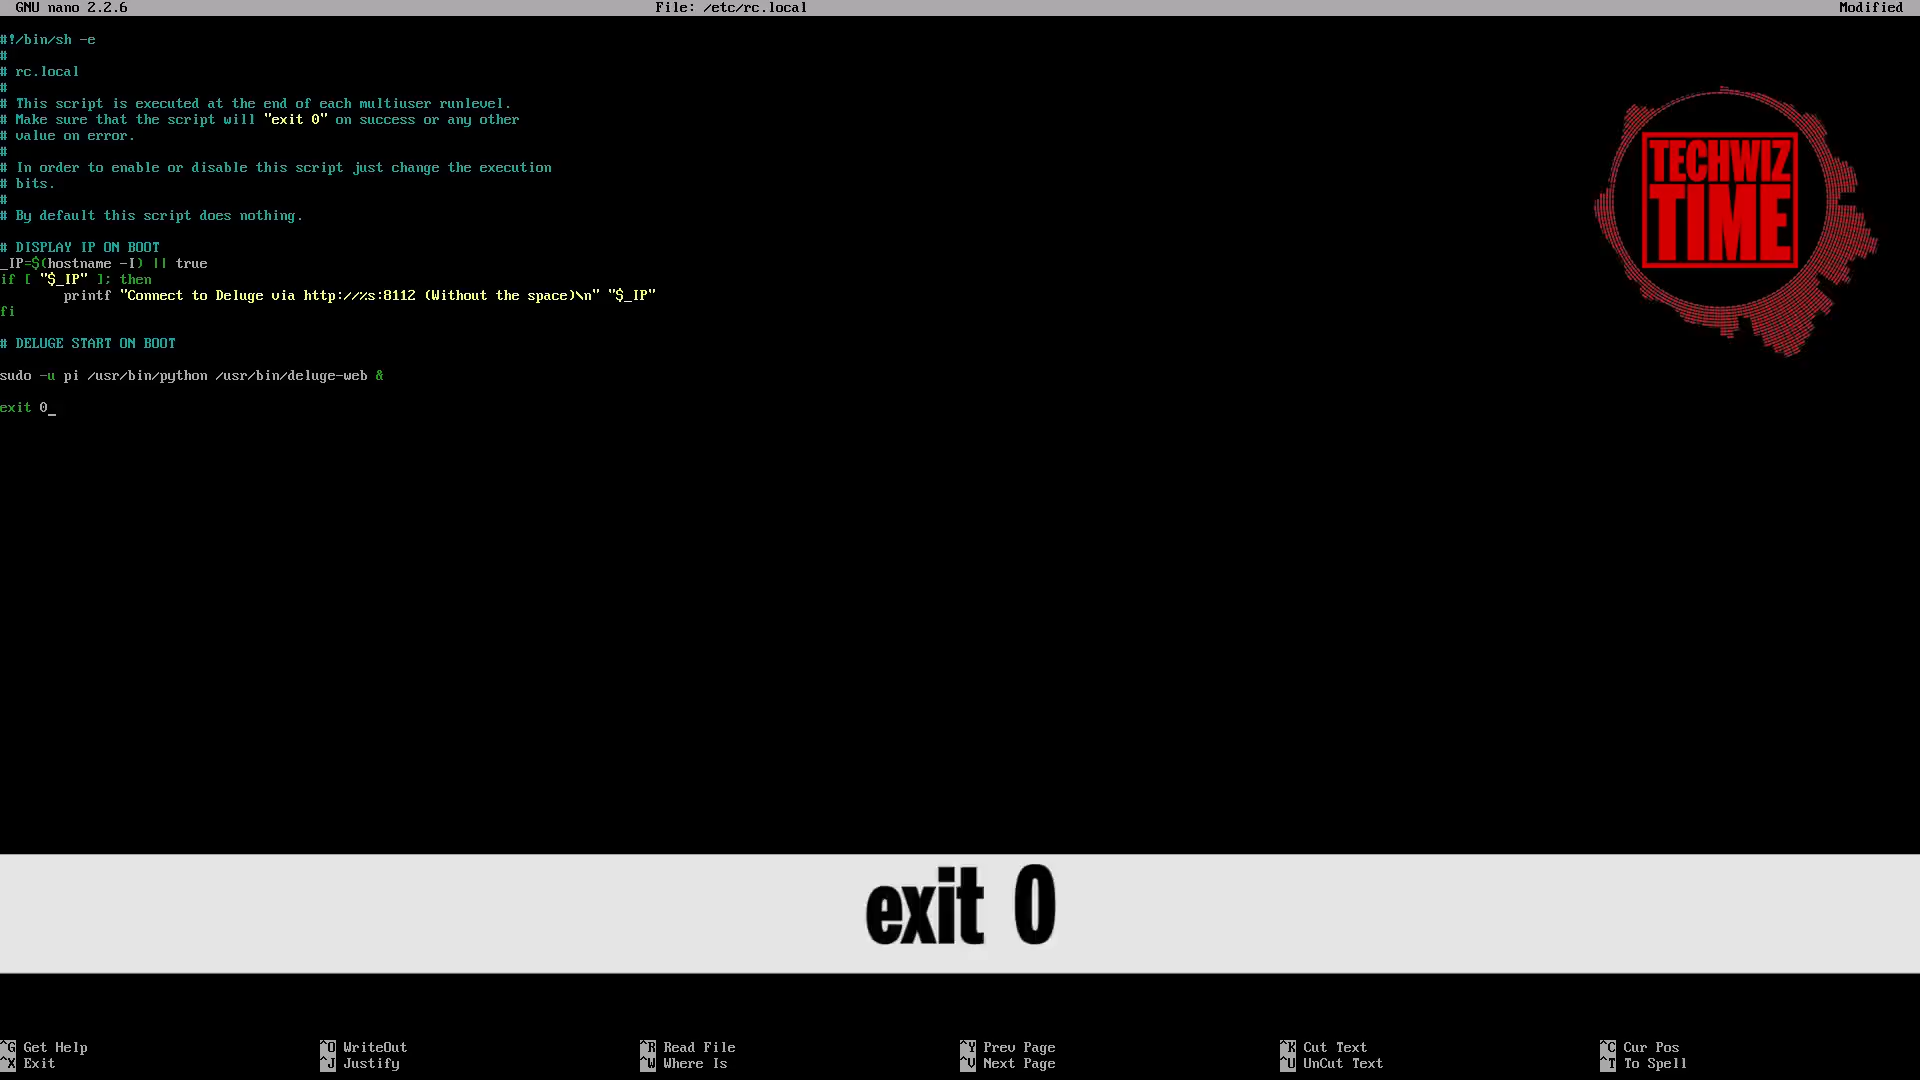 GNU nano 2.2.6 File: /etc/rc.local Modified
#!/bin/sh -e
#
# rc.local
#
# This script is executed at the end of each multiuser runlevel.
# Make sure that the script will "exit 0" on success or any other
# value on error.
#
# In order to enable or disable this script just change the execution
# bits.
#
# By default this script does nothing.
# DISPLAY IP ON BOOT
_IP=$(hostname -I) || true
if [ "$_IP" ]; then
printf "Connect to Deluge via http://%s:8112 (Without the space)\n" "$_IP"
fi
# DELUGE START ON BOOT
sudo -u pi /usr/bin/python /usr/bin/deluge-web &
exit 0_
TECHWIZ
TIME
exit 0
^G Get Help ^O WriteOut ^R Read File ^Y Prev Page ^K Cut Text ^C Cur Pos
^X Exit ^J Justify ^W Where Is ^V Next Page ^U UnCut Text ^T To Spell